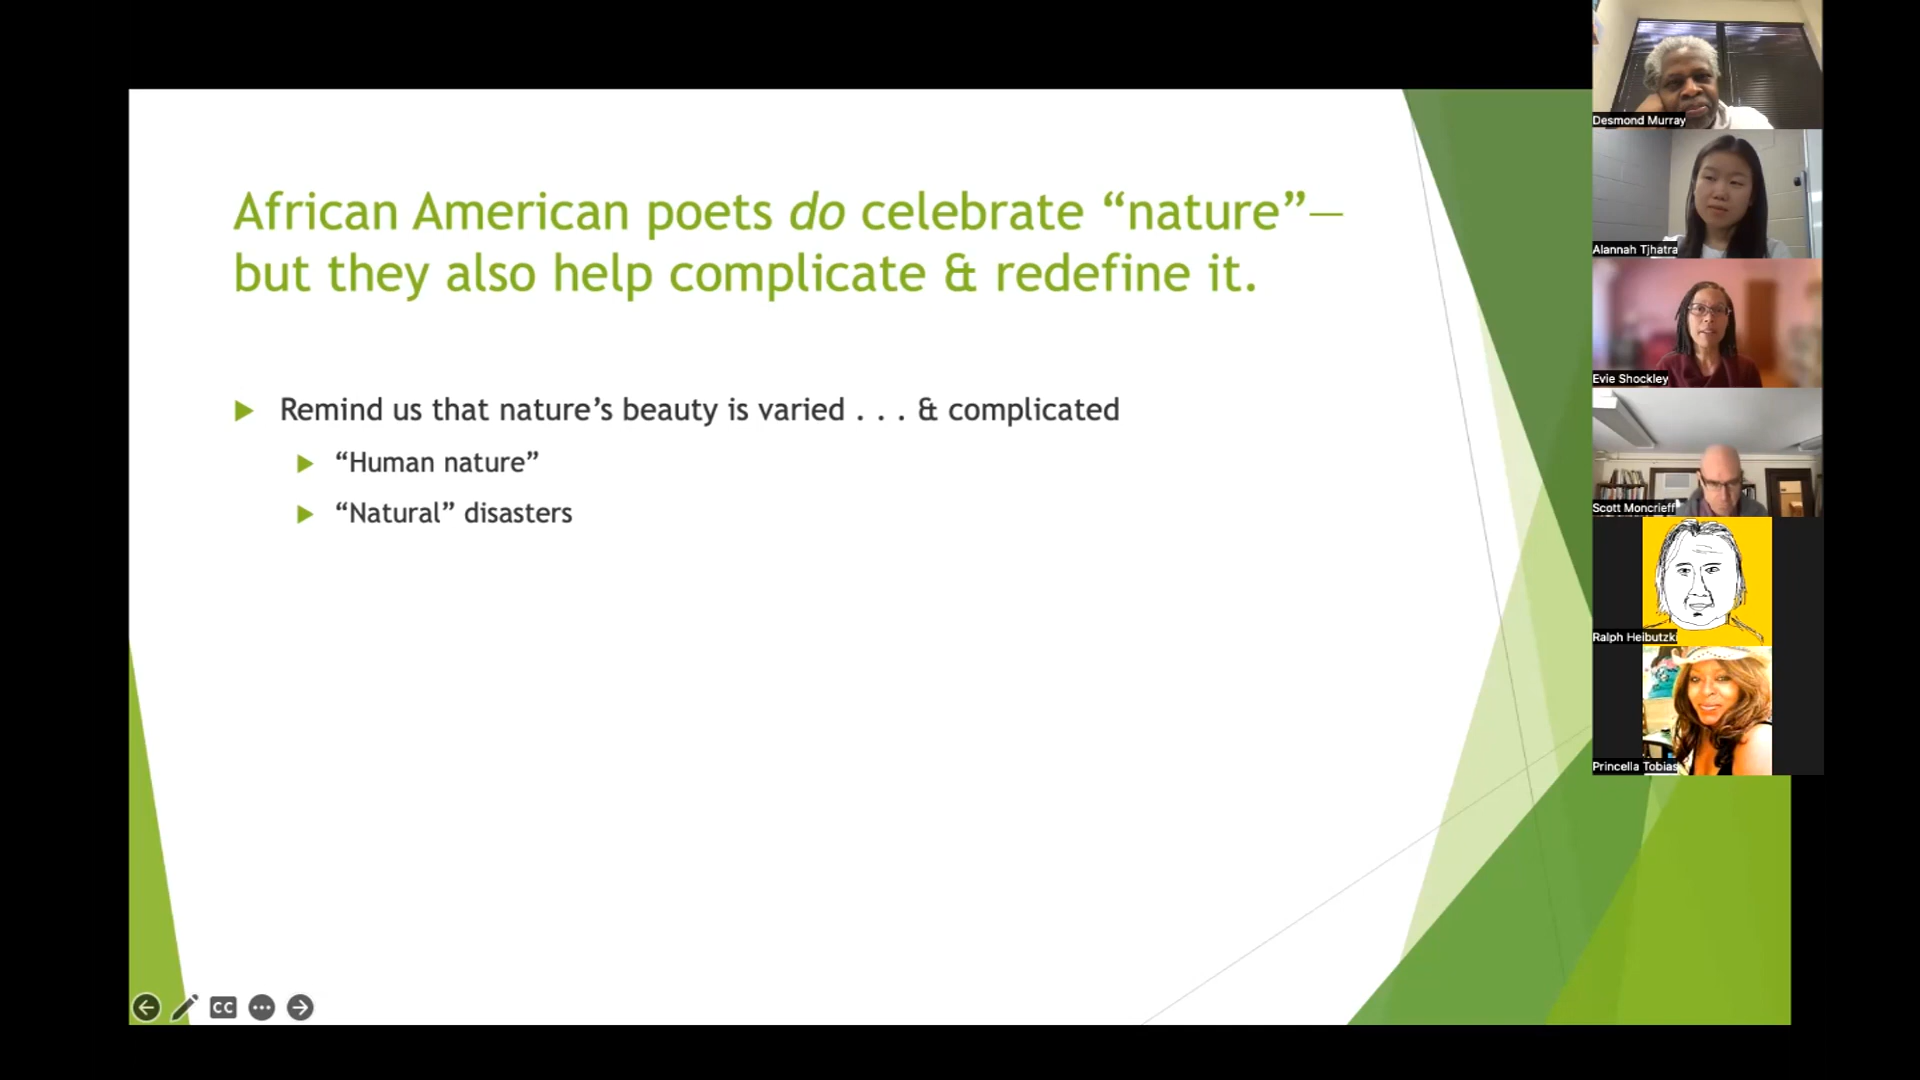 African American poets do celebrate “nature”—
but they also help complicate & redefine it.
Remind us that nature’s beauty is varied . . . & complicated
“Human nature”
“Natural” disasters
CC
Desmond Murray
Alannah Tjhatra
Evie Shockley
Scott Moncrieff
Ralph Heibutzki
Princella Tobias